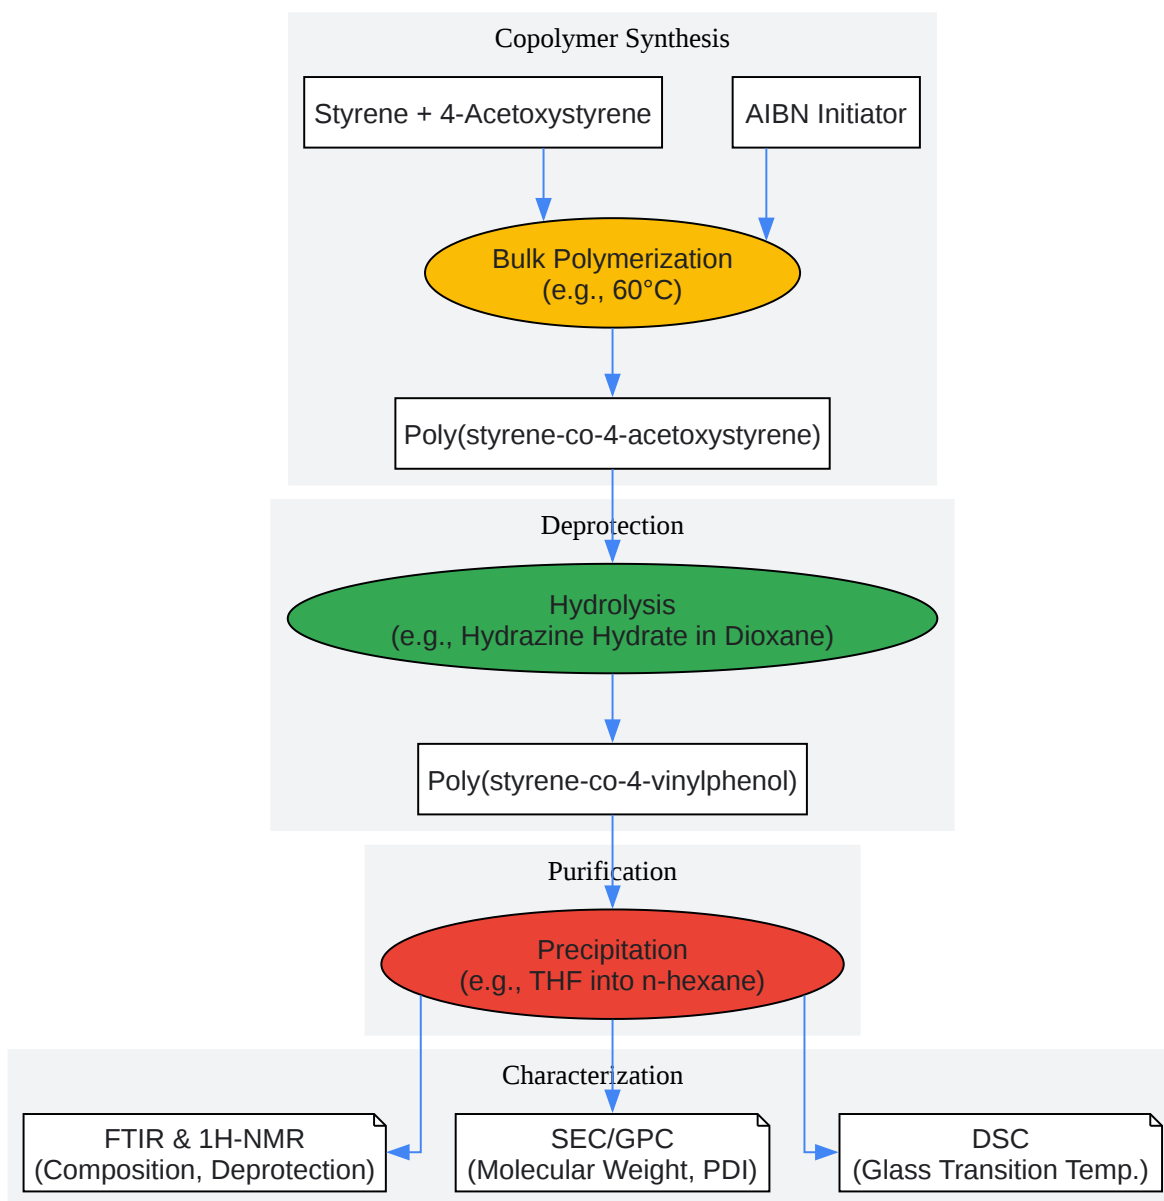 Copolymer Synthesis
Styrene + 4-Acetoxystyrene
AIBN Initiator
Bulk Polymerization
(e.g., 60°C)
Poly(styrene-co-4-acetoxystyrene)
Deprotection
Hydrolysis
(e.g., Hydrazine Hydrate in Dioxane)
Poly(styrene-co-4-vinylphenol)
Purification
Precipitation
(e.g., THF into n-hexane)
Characterization
FTIR & 1H-NMR
(Composition, Deprotection)
SEC/GPC
(Molecular Weight, PDI)
DSC
(Glass Transition Temp.)